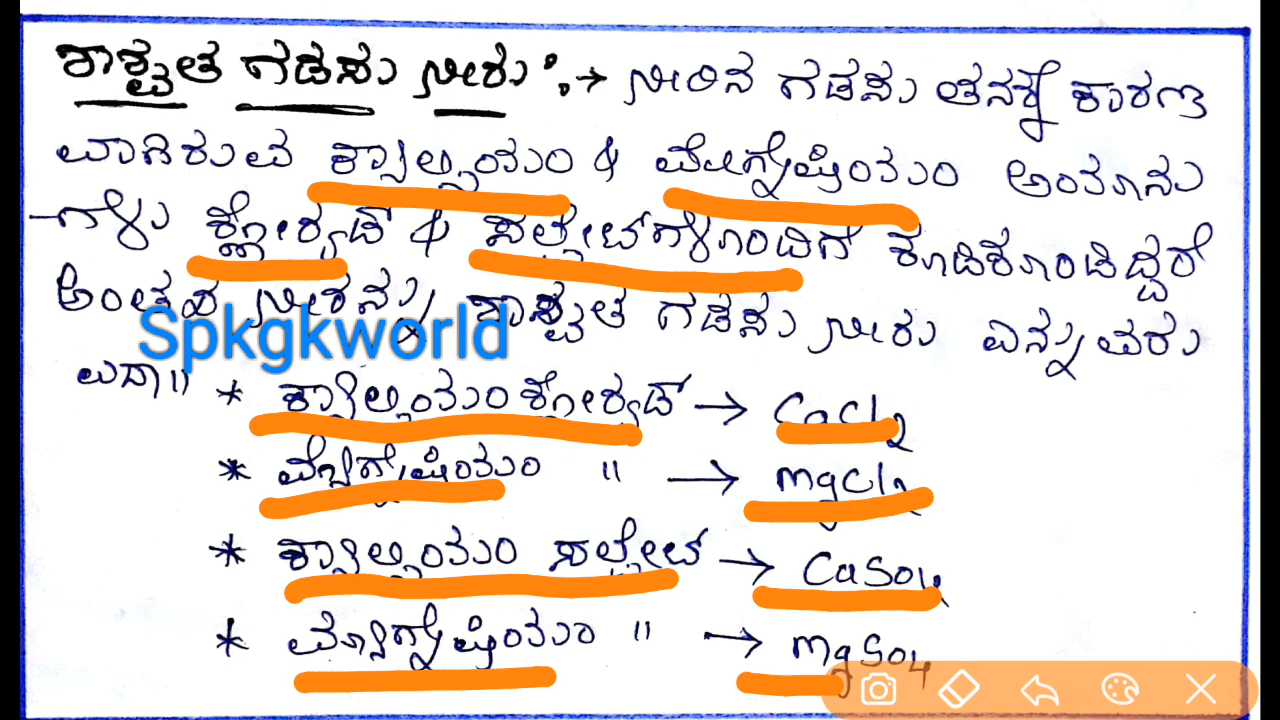 ಶಾಶ್ವತ ಗಡಸು ನೀರು :→ ನೀರಿನ ಗಡಸು ತನಕ್ಕೆ ಕಾರಣ
ವಾಗಿರುವ ಕ್ಯಾಲ್ಸಿಯಂ & ಮೆಗ್ನೇಷಿಯಂ ಅಯಾನು
ಗಳು ಕ್ಲೋರೈಡ್ & ಸಲ್ಫೇಟ್‌ಗಳೊಂದಿಗೆ ಕೂಡಿಕೊಂಡಿದ್ದರೆ
ಅಂತಹ ನೀರನ್ನು ಶಾಶ್ವತ ಗಡಸು ನೀರು ಎನ್ನುವರು
Spkgkworld
ಉದಾ॥ * ಕ್ಯಾಲ್ಸಿಯಂ ಕ್ಲೋರೈಡ್ → CaCl2
* ಮೆಗ್ನೇಷಿಯಂ " → MgCl2
* ಕ್ಯಾಲ್ಸಿಯಂ ಸಲ್ಫೇಟ್ → CaSO4
* ಮೆಗ್ನೇಷಿಯಂ " → MgSO4